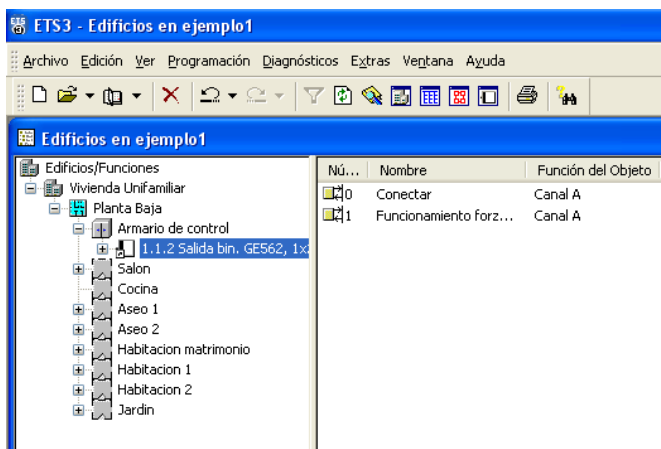 ETS3 - Edificios en ejemplo1
Archivo Edición Ver Programación Diagnósticos Extras Ventana Ayuda
Edificios en ejemplo1
Edificios/Funciones
Vivienda Unifamiliar
Planta Baja
Armario de control
1.1.2 Salida bin. GE562, 1x
Salon
Cocina
Aseo 1
Aseo 2
Habitacion matrimonio
Habitacion 1
Habitacion 2
Jardin
Nú... Nombre Función del Objeto
0 Conectar Canal A
1 Funcionamiento forz... Canal A